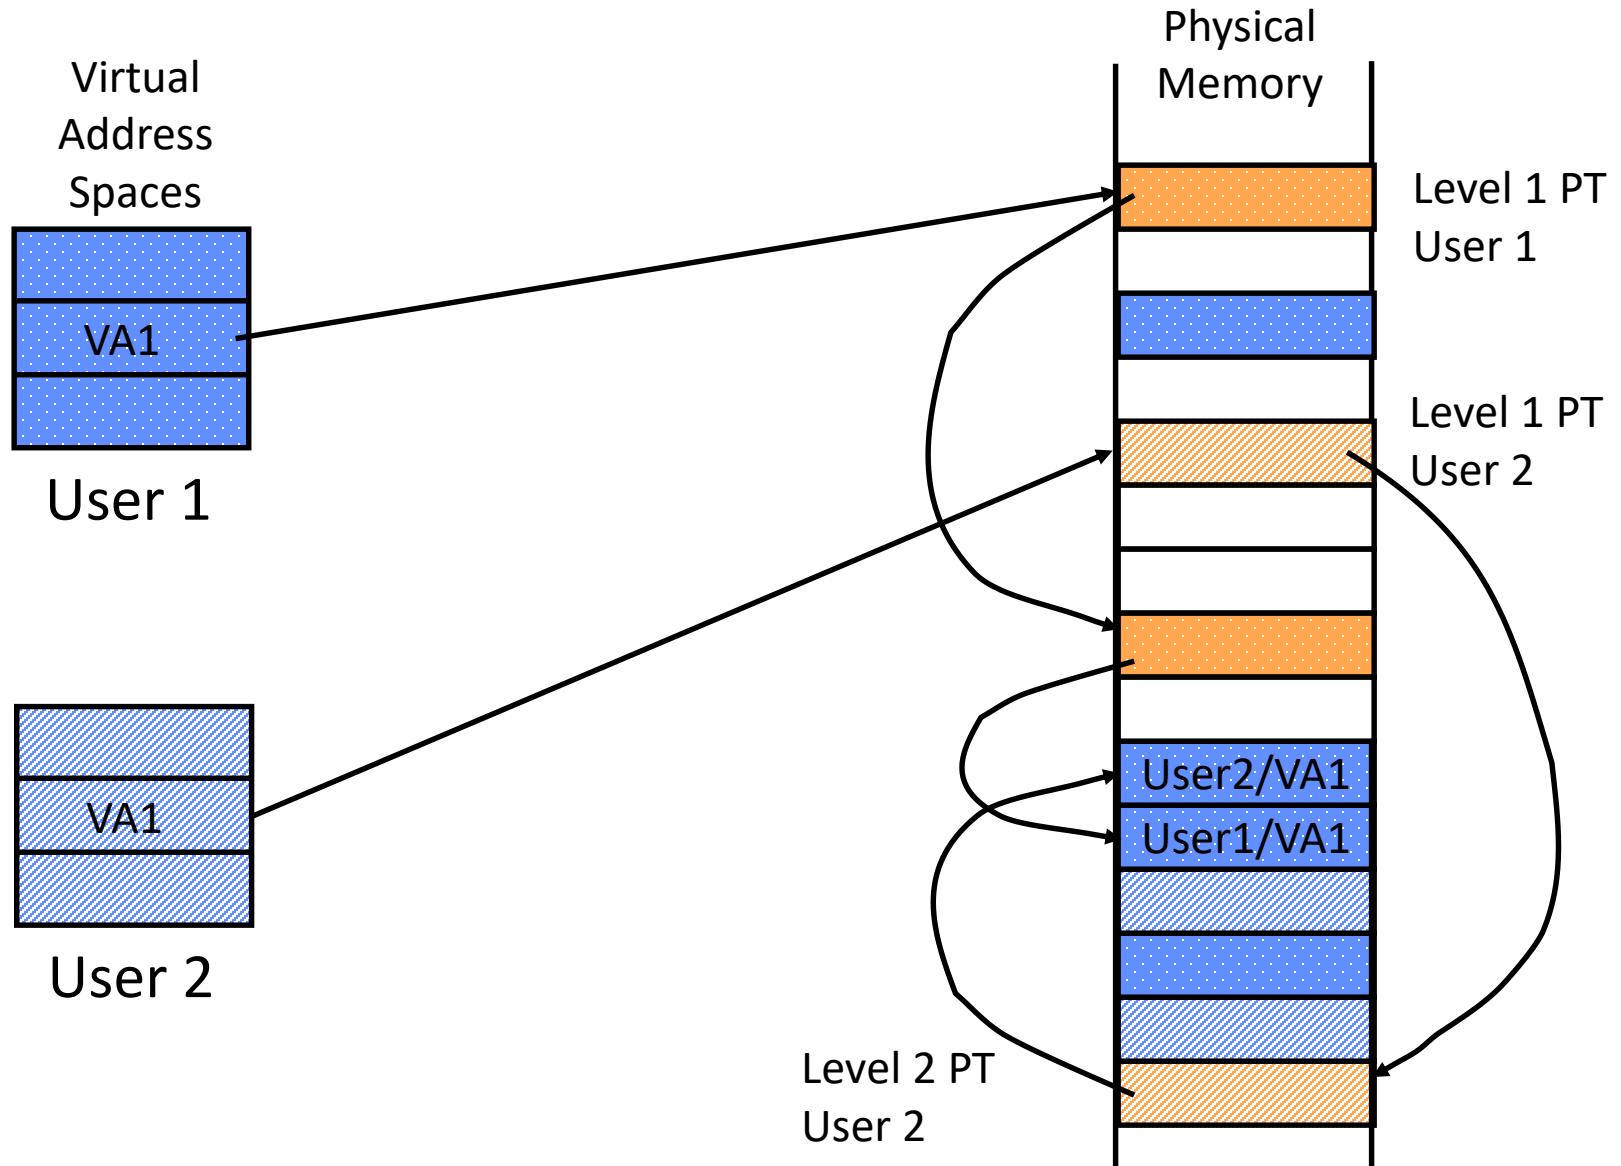 Virtual
Address
Spaces
VA1
User 1
VA1
User 2
Physical
Memory
Level 1 PT
User 1
Level 1 PT
User 2
User2/VA1
User1/VA1
Level 2 PT
User 2